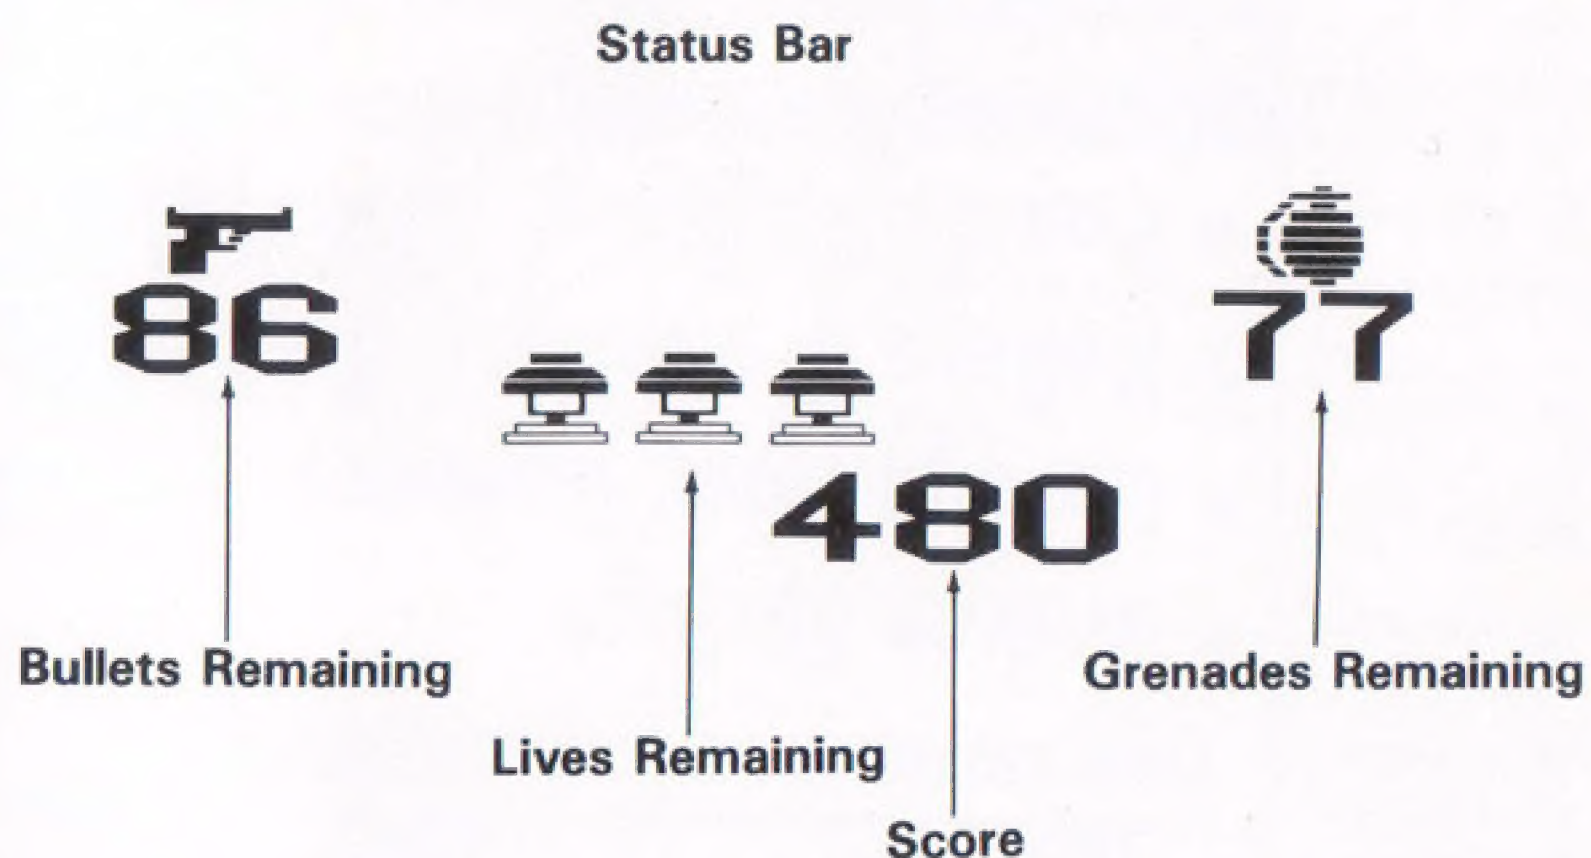 Status Bar
86
77
480
Bullets Remaining
Grenades Remaining
Lives Remaining
Score